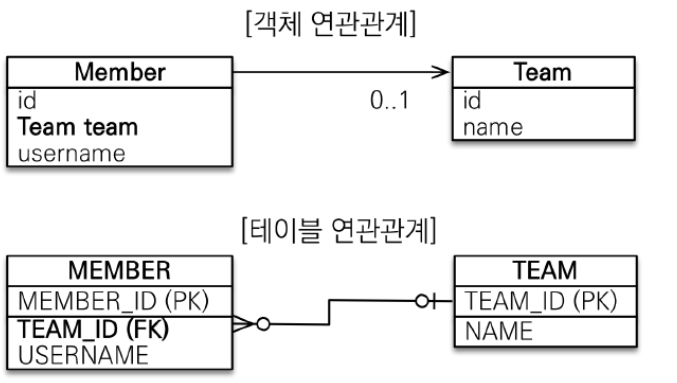 [객체 연관관계]
Member
id
Team team
username
0..1
Team
id
name
[테이블 연관관계]
MEMBER
MEMBER_ID (PK)
TEAM_ID (FK)
USERNAME
TEAM
TEAM_ID (PK)
NAME